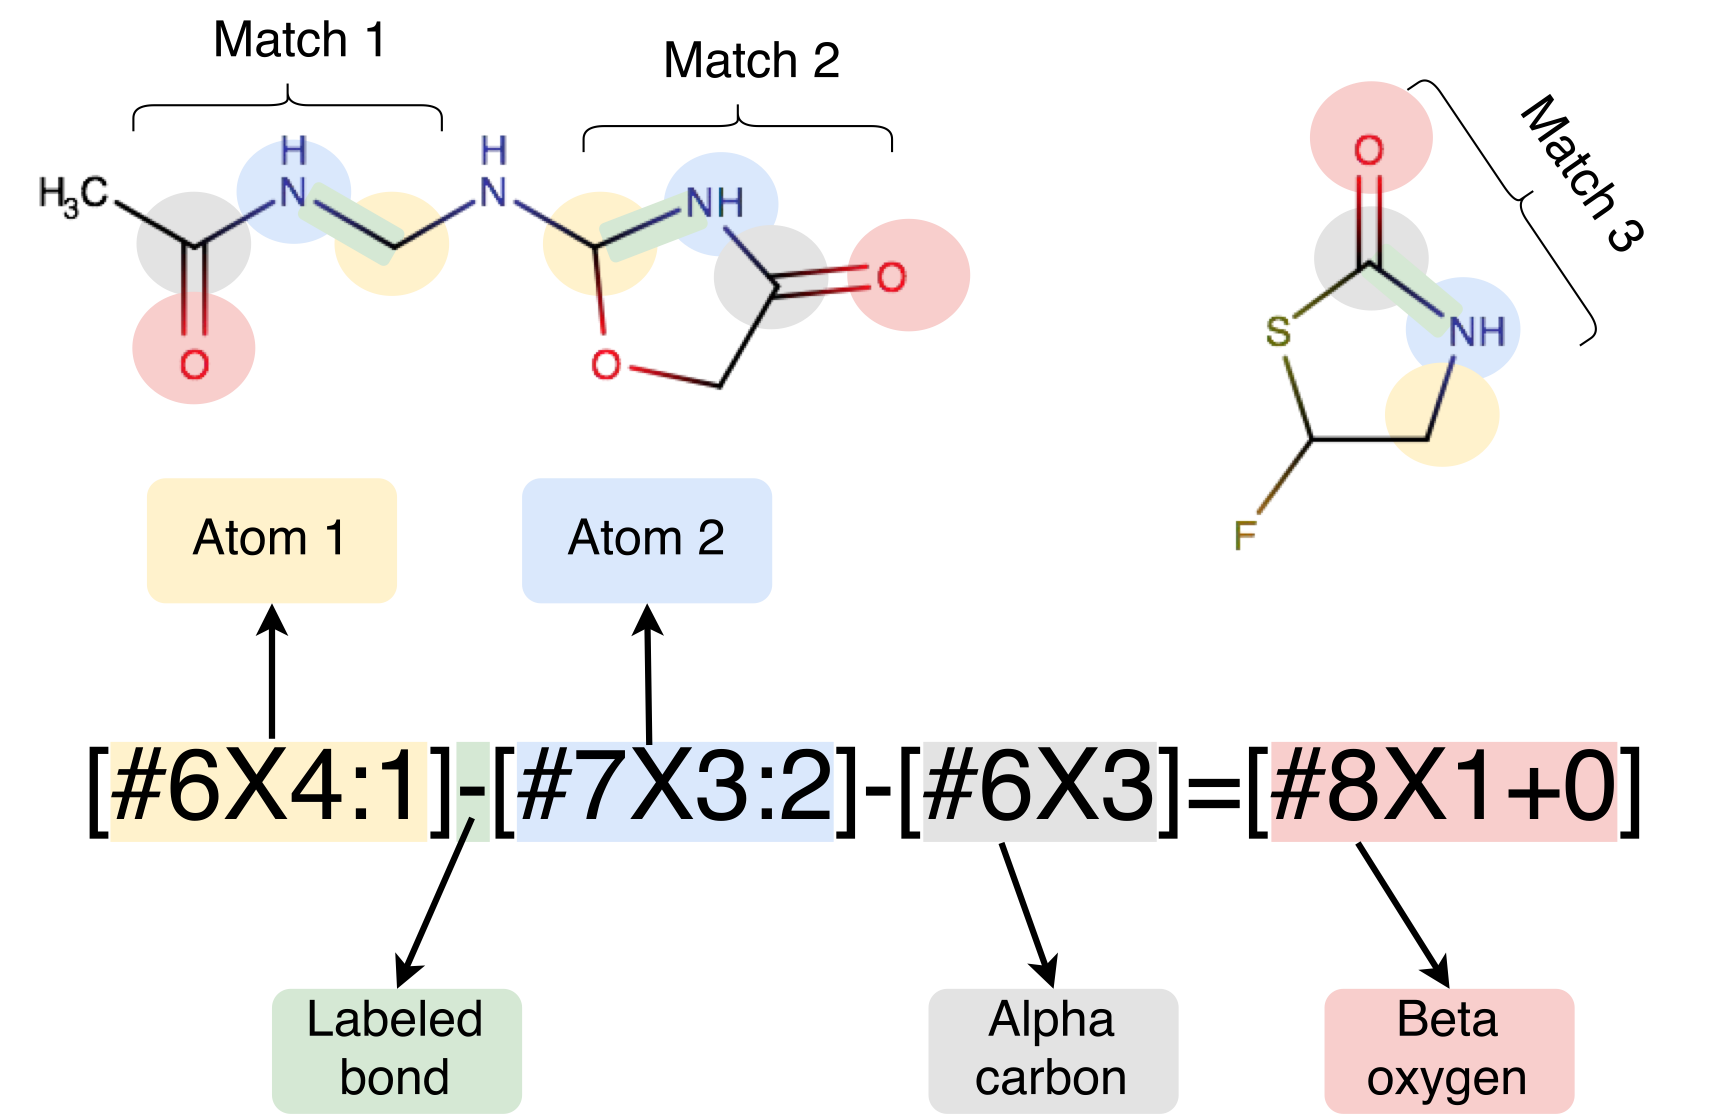 Match 1
Match 2
Match 3
H
N
H
N
H3C
O
NH
O
O
O
S
NH
F
Atom 1
Atom 2
[#6X4:1]-[#7X3:2]-[#6X3]=[#8X1+0]
Labeled
bond
Alpha
carbon
Beta
oxygen